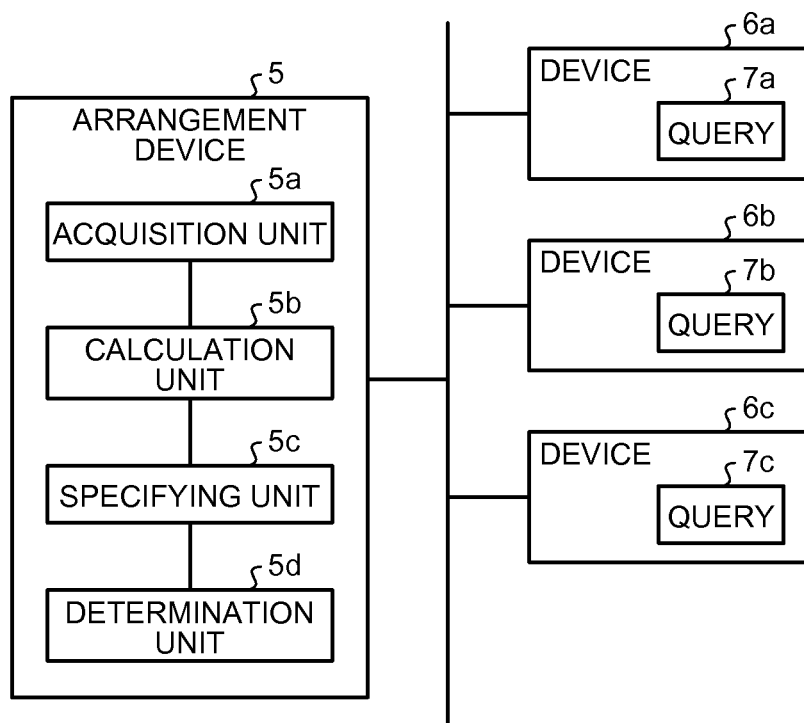 5
ARRANGEMENT
DEVICE
5a
ACQUISITION UNIT
5b
CALCULATION
UNIT
5c
SPECIFYING UNIT
5d
DETERMINATION
UNIT
6a
DEVICE
7a
QUERY
6b
DEVICE
7b
QUERY
6c
DEVICE
7c
QUERY